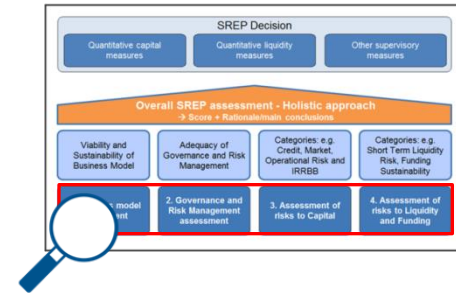 SREP Decision
Quantitative capital
measures
Quantitative liquidity
measures
Other supervisory
measures
Overall SREP assessment - Holistic approach
→ Score + Rationale/main conclusions
Viability and
Sustainability of
Business Model
Adequacy of
Governance and Risk
Management
Categories: e.g.
Credit, Market,
Operational Risk and
IRRBB
Categories: e.g.
Short Term Liquidity
Risk, Funding
Sustainability
model
2. Governance and
Risk Management
assessment
3. Assessment of
risks to Capital
4. Assessment of
risks to Liquidity
and Funding